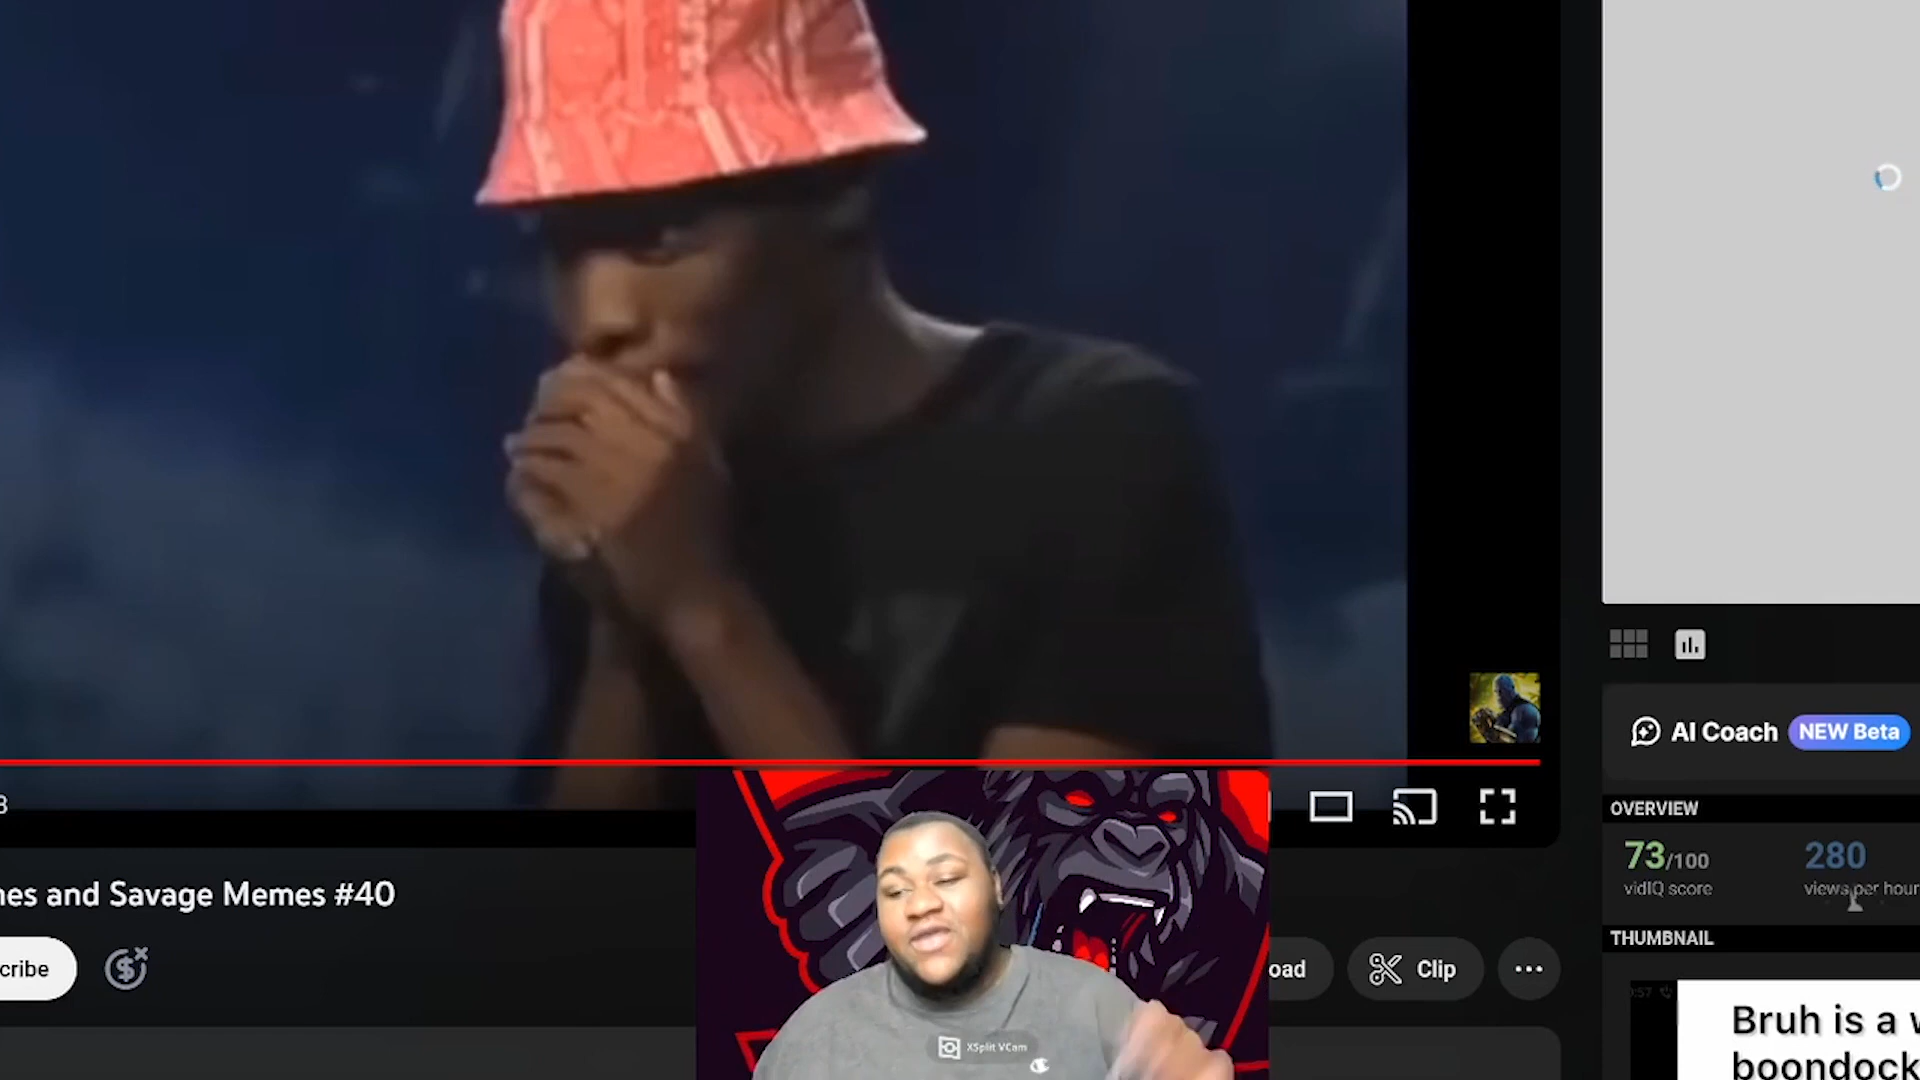 AI Coach NEW Beta
OVERVIEW
73/100
280
vidIQ score
views per hour
THUMBNAIL
nes and Savage Memes #40
cribe
oad
Clip
XSplit VCam
Bruh is a
boondock